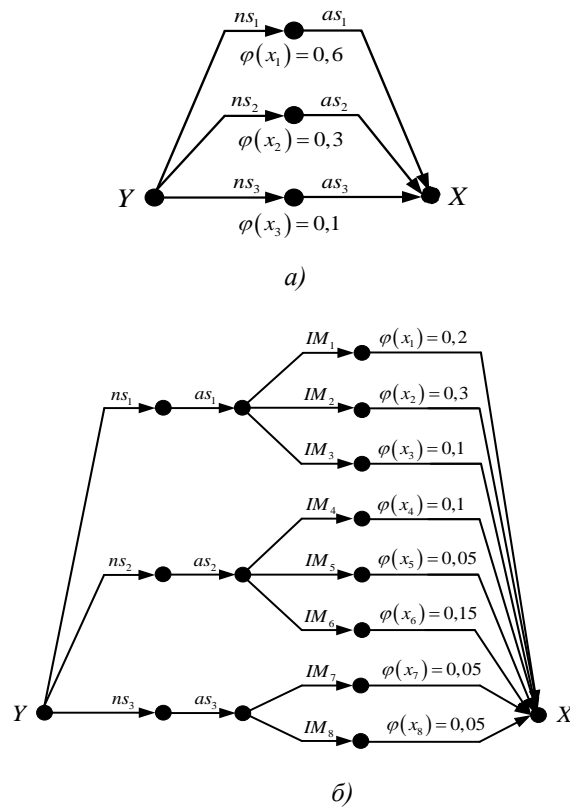 ns₁ as₁
φ(x₁) = 0,6
ns₂ as₂
φ(x₂) = 0,3
ns₃ as₃
Y X
φ(x₃) = 0,1
а)
IM₁ φ(x₁) = 0,2
ns₁ as₁ IM₂ φ(x₂) = 0,3
IM₃ φ(x₃) = 0,1
IM₄ φ(x₄) = 0,1
ns₂ as₂ IM₅ φ(x₅) = 0,05
IM₆ φ(x₆) = 0,15
IM₇ φ(x₇) = 0,05
Y ns₃ as₃ X
IM₈ φ(x₈) = 0,05
б)